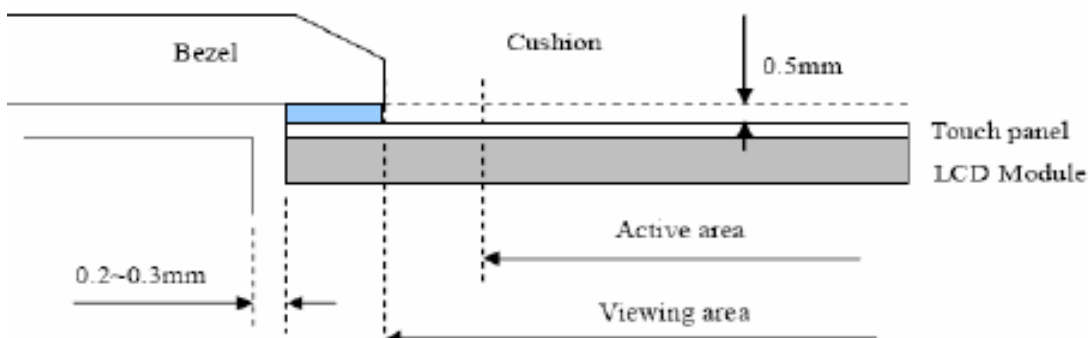 Cushion
Bezel
0.5mm
Touch panel
LCD Module
Active area
0.2~0.3mm
Viewing area